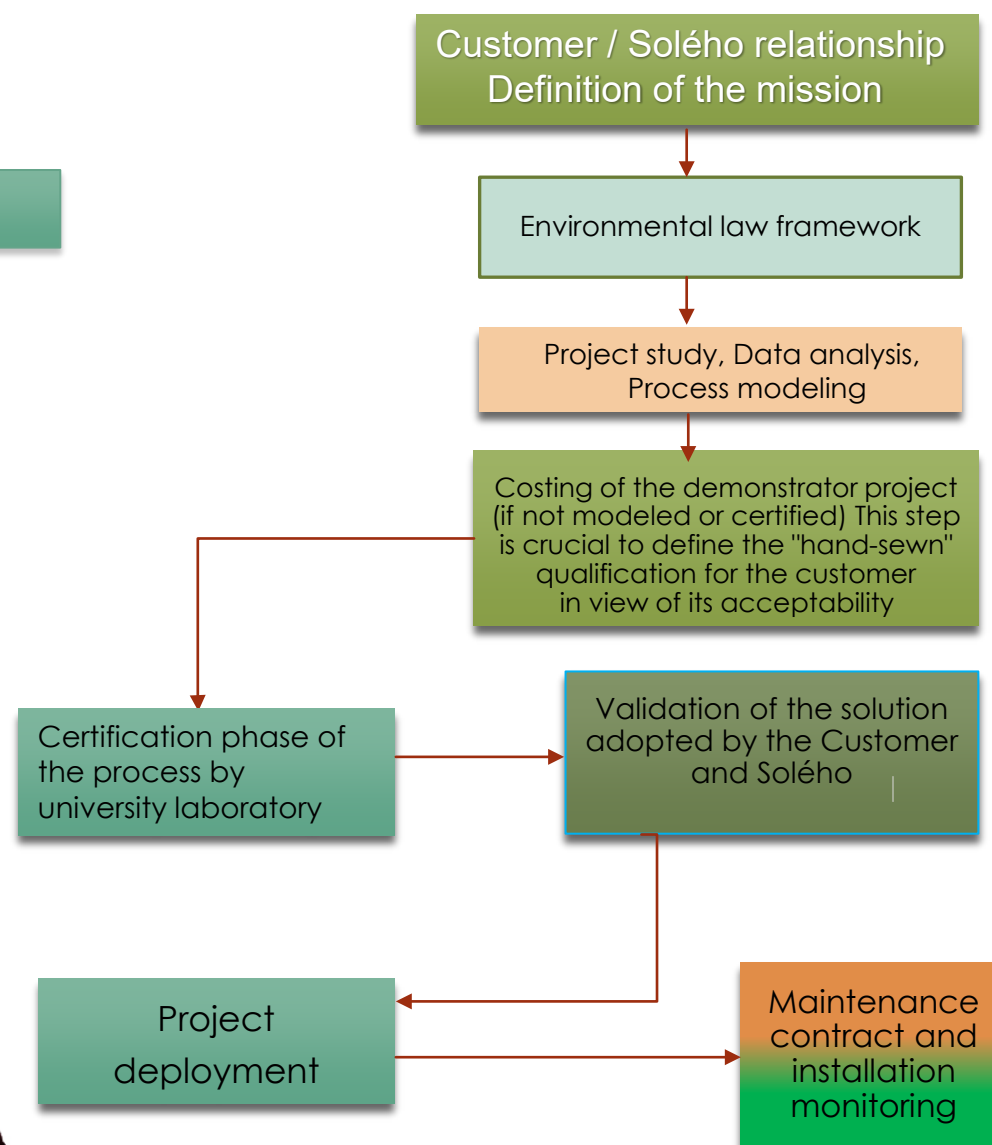 Customer / Solého relationship
Definition of the mission
Environmental law framework
Project study, Data analysis,
Process modeling
Costing of the demonstrator project
(if not modeled or certified) This step
is crucial to define the "hand-sewn"
qualification for the customer
in view of its acceptability
Certification phase of
the process by
university laboratory
Validation of the solution
adopted by the Customer
and Solého
Project
deployment
Maintenance
contract and
installation
monitoring